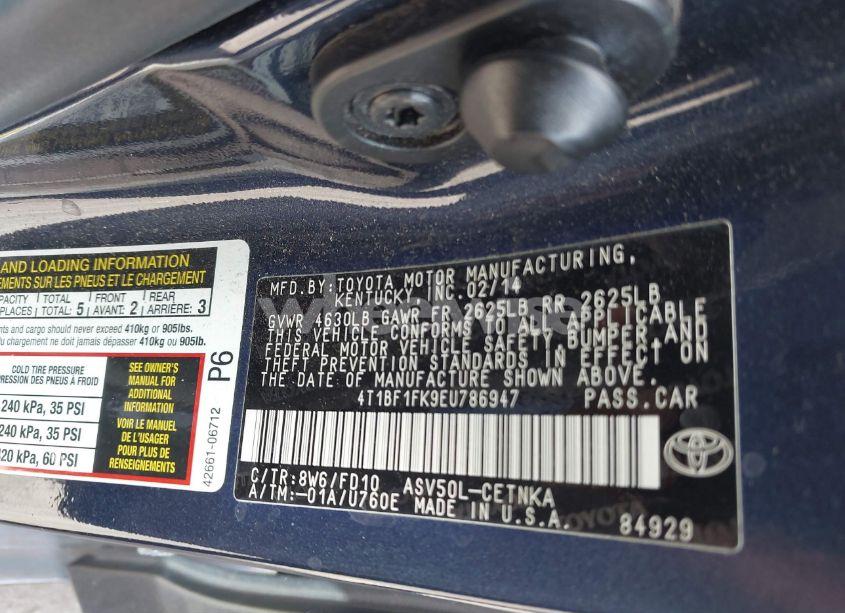 AND LOADING INFORMATION
EMENTS SUR LES PNEUS ET LE CHARGEMENT
PACITY TOTAL 5 FRONT 2 REAR 3
PLACES TOTAL: AVANT: ARRIÈRE:
nts and cargo should never exceed 410kg or 905lbs.
u chargement ne doit jamais dépasser 410kg ou 905lb.
COLD TIRE PRESSURE
PRESSION DES PNEUS À FROID
240 kPa, 35 PSI
240 kPa, 35 PSI
420 kPa, 60 PSI
SEE OWNER'S
MANUAL FOR
ADDITIONAL
INFORMATION
VOIR LE MANUEL
DE L'USAGER
POUR PLUS DE
RENSEIGNEMENTS
P6
42661-06712
MFD.BY:TOYOTA MOTOR MANUFACTURING,
KENTUCKY, INC.02/14
GVWR 4630LB GAWR FR 2625LB RR 2625LB
THIS VEHICLE CONFORMS TO ALL APPLICABLE
FEDERAL MOTOR VEHICLE SAFETY,BUMPER,AND
THEFT PREVENTION STANDARDS IN EFFECT ON
THE DATE OF MANUFACTURE SHOWN ABOVE.
4T1BF1FK9EU786947 PASS.CAR
C/TR:8W6/FD10 ASV50L-CETNKA
A/TM:-01A/U760E MADE IN U.S.A. 84929